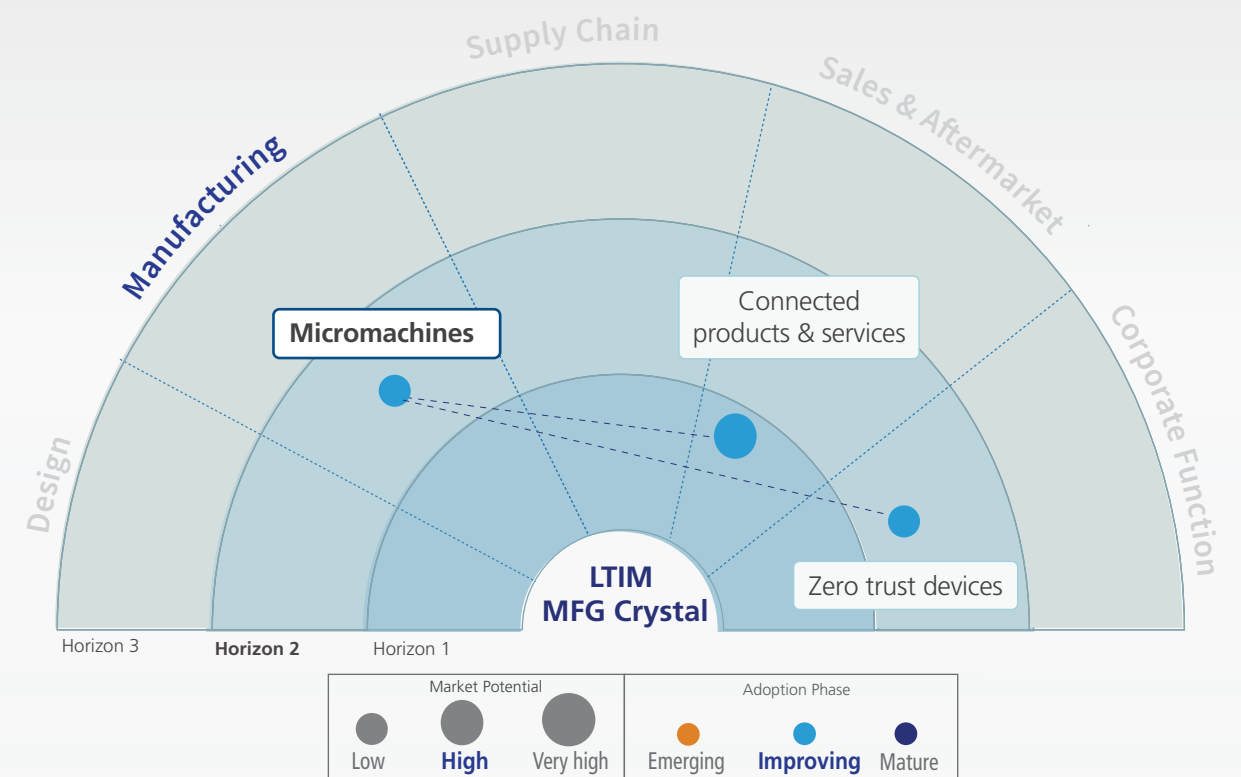 Supply Chain
Sales & Aftermarket
Manufacturing
Micromachines
Connected
products & services
Corporate Function
Design
LTIM
MFG Crystal
Zero trust devices
Horizon 3
Horizon 2
Horizon 1
Market Potential
Adoption Phase
Low
High
Very high
Emerging
Improving
Mature